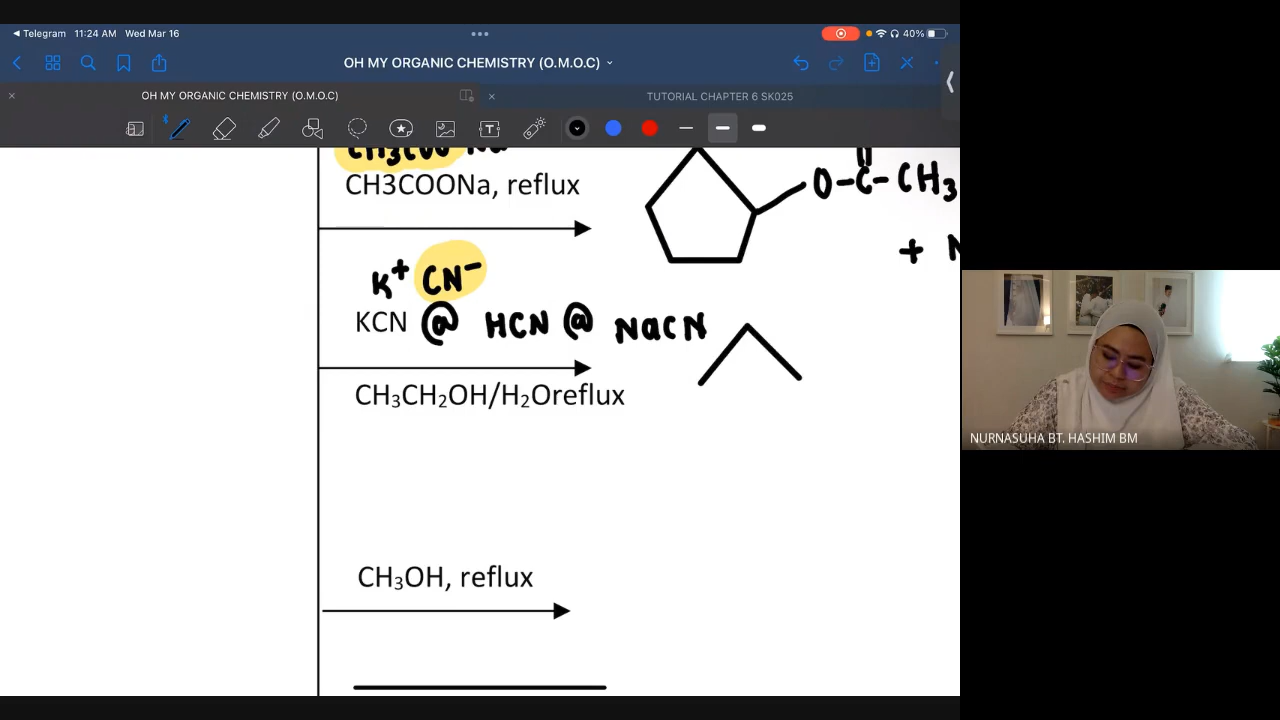 Telegram 11:24 AM Wed Mar 16 40%
OH MY ORGANIC CHEMISTRY (O.M.O.C)
OH MY ORGANIC CHEMISTRY (O.M.O.C) TUTORIAL CHAPTER 6 SK025
CH3COO
CH3COONa, reflux
O-C-CH3
+ N
K+ CN-
KCN @ HCN @ NaCN
CH₃CH₂OH/H₂Oreflux
NURNASUHA BT. HASHIM BM
CH₃OH, reflux